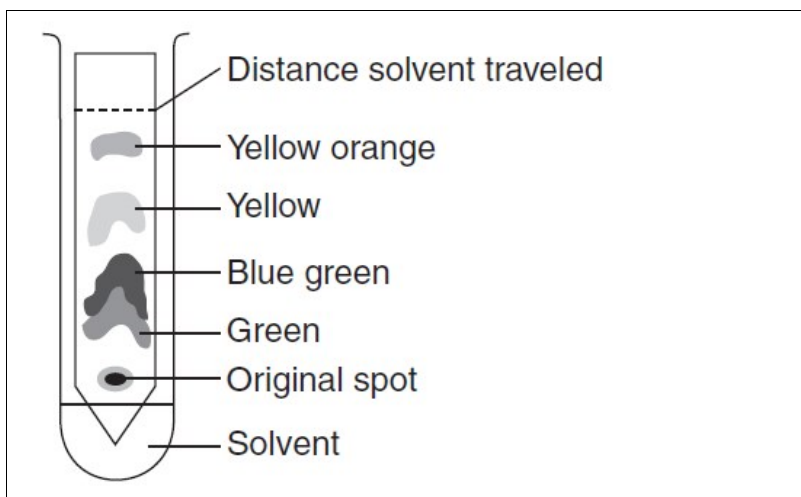 Distance solvent traveled
Yellow orange
Yellow
Blue green
Green
Original spot
Solvent